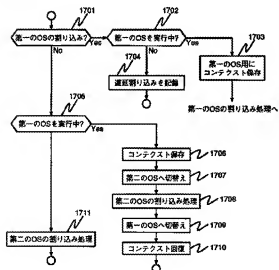 1701
第一のOSの割り込み?
Yes
No
1702
第一のOSを実行中?
Yes
No
1703
第一のOS用に
コンテクスト保存
第一のOSの割り込み処理へ
1704
遅延割り込みを記録
1705
第一のOSを実行中?
Yes
No
コンテクスト保存
1706
第二のOSへ切替え
1707
第二のOSの割り込み処理
1708
第一のOSへ切替え
1709
コンテクスト回復
1710
1711
第二のOSの割り込み処理